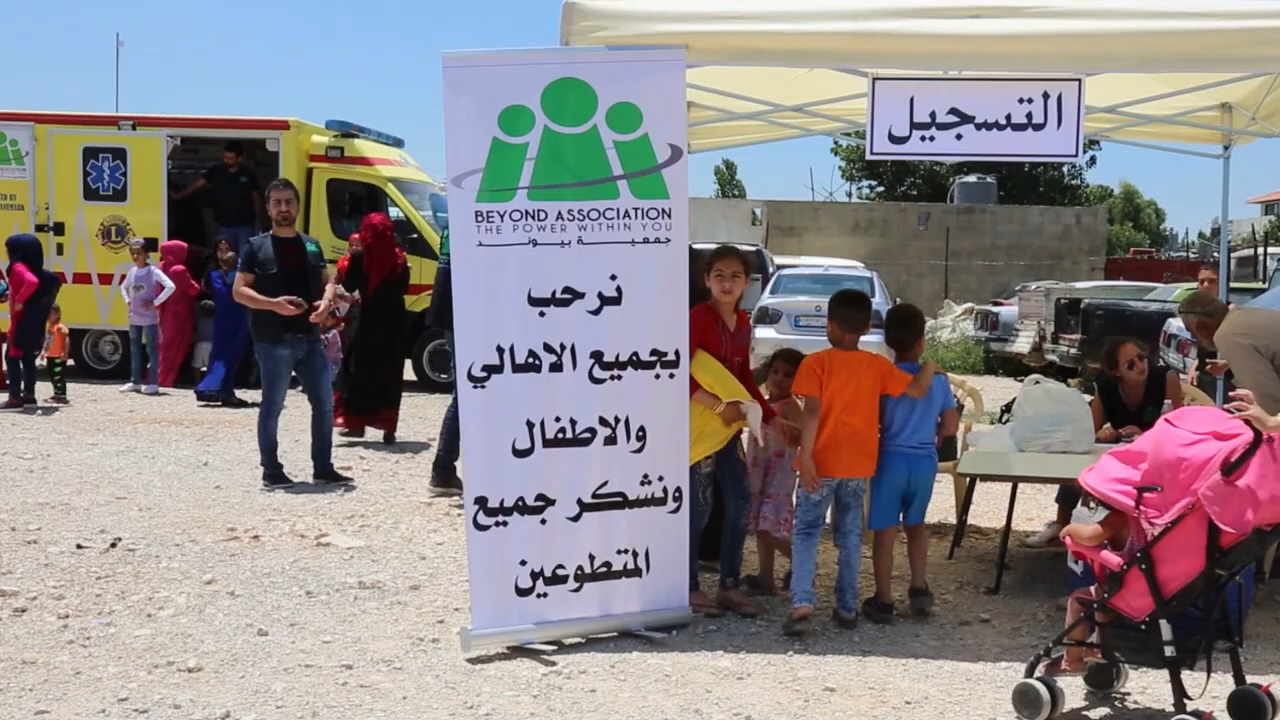 BEYOND ASSOCIATION
THE POWER WITHIN YOU
جمعية بيوند
نرحب
بجميع الاهالي
والاطفال
ونشكر جميع
المتطوعين
التسجيل